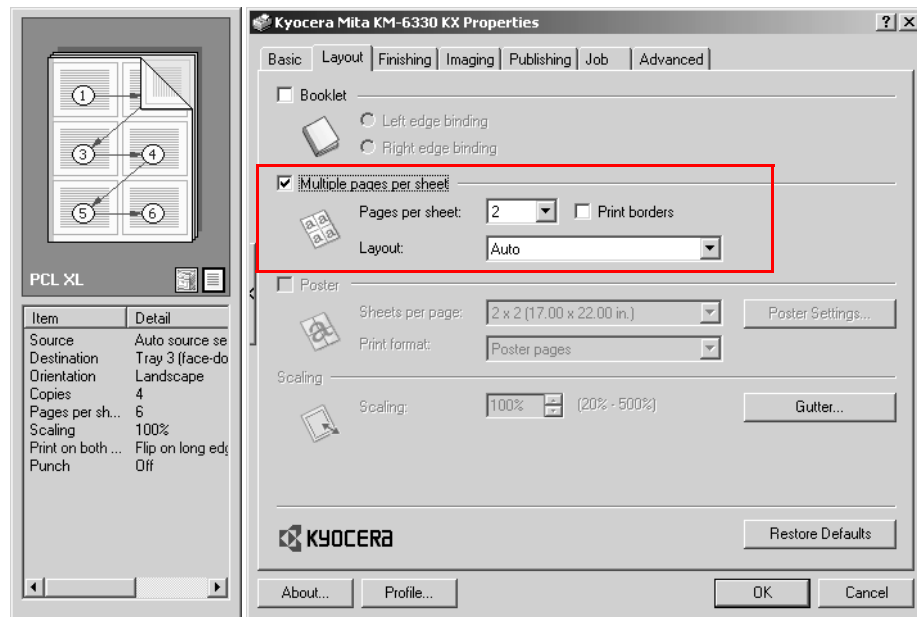 Kyocera Mita KM-6330 KX Properties
Basic Layout Finishing Imaging Publishing Job Advanced
Booklet
Left edge binding
Right edge binding
Multiple pages per sheet
Pages per sheet: 2 Print borders
Layout: Auto
Poster
Sheets per page: 2 x 2 (17.00 x 22.00 in.) Poster Settings...
Print format: Poster pages
Scaling
Scaling: 100% (20% - 500%) Gutter...
KYOCERA
Restore Defaults
About... Profile... OK Cancel
1
3 4
5 6
PCL XL
Item Detail
Source Auto source se
Destination Tray 3 (face-do
Orientation Landscape
Copies 4
Pages per sh... 6
Scaling 100%
Print on both ... Flip on long edg
Punch Off